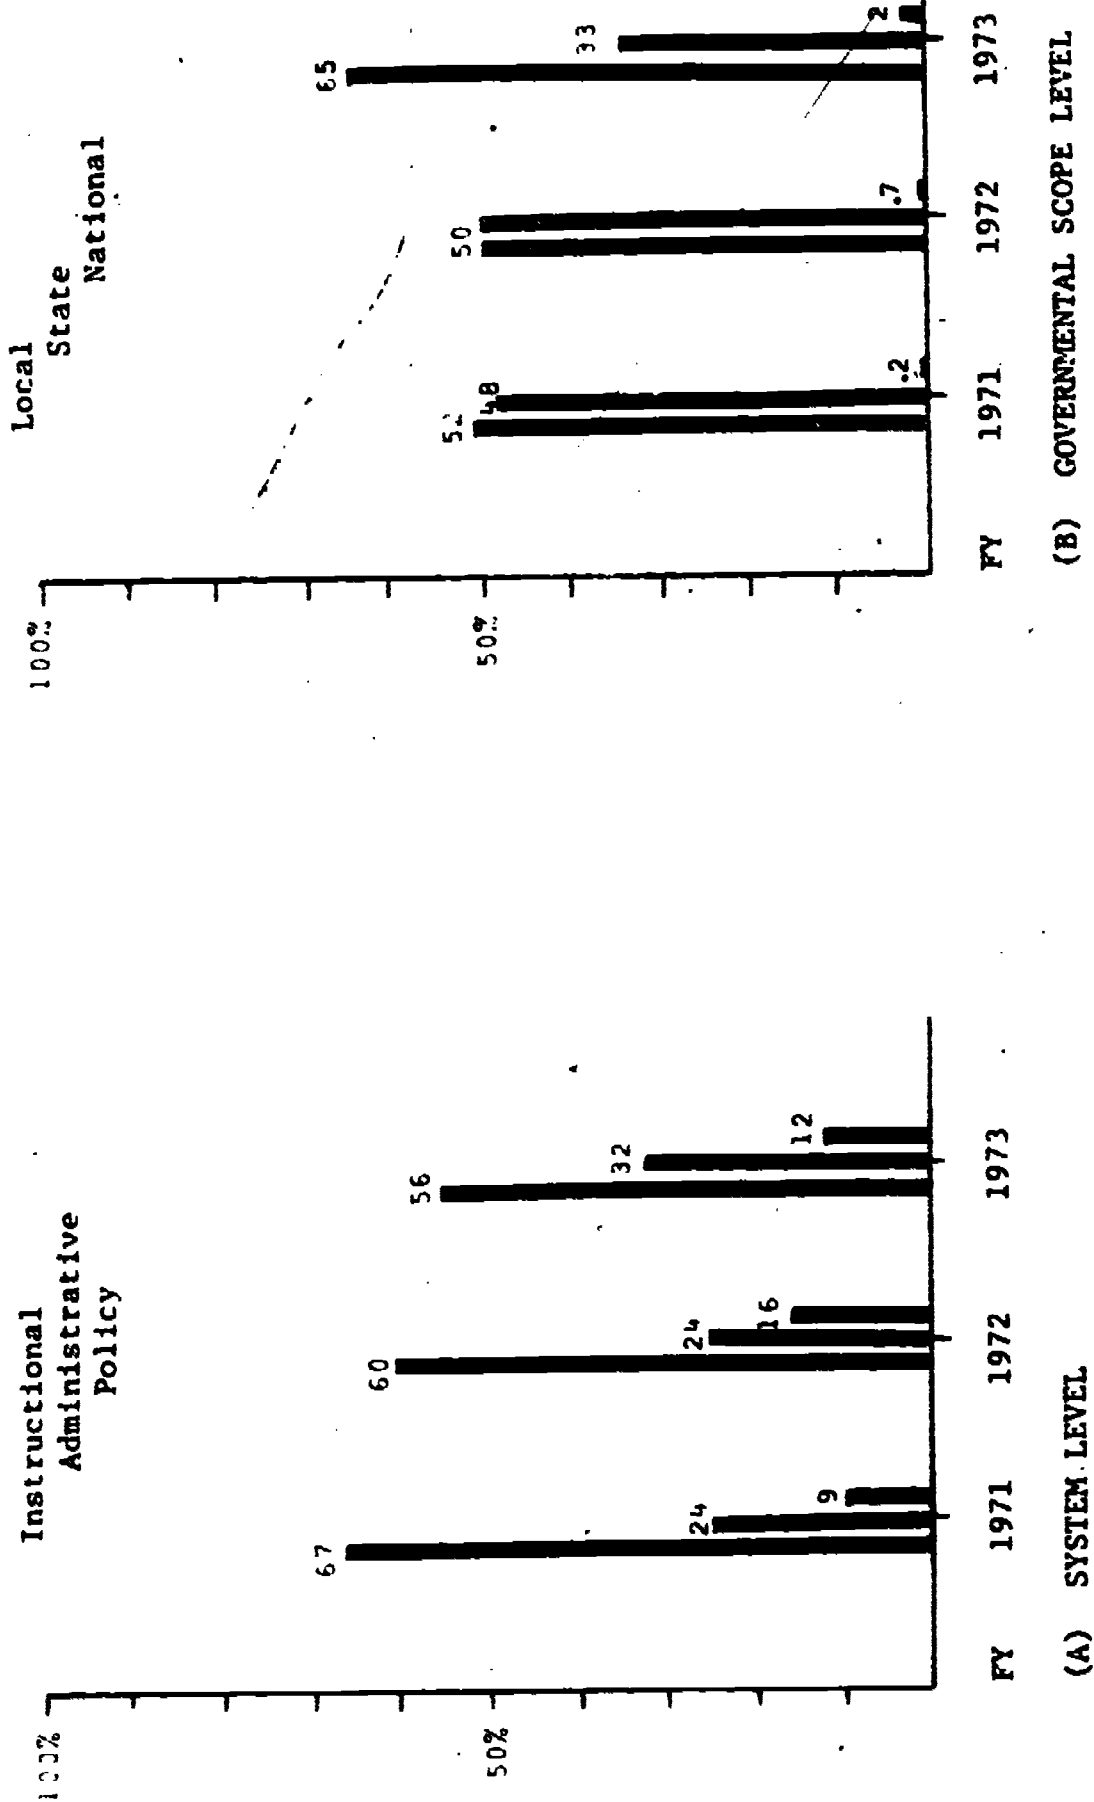 Instructional
Administrative
Policy
100%
50%
67
24
9
60
24
16
56
32
12
FY 1971 1972 1973
(A) SYSTEM LEVEL
Local
State
National
100%
50%
48
.2
50
.7
65
33
2
FY 1971 1972 1973
(B) GOVERNMENTAL SCOPE LEVEL